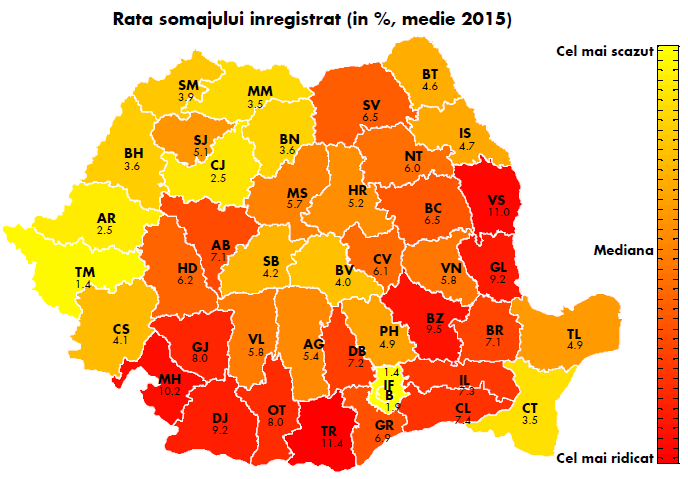 Rata somajului inregistrat (in %, medie 2015)
Cel mai scazut
BT
4.6
SM
3.9
MM
3.5
SV
6.5
IS
4.7
SJ
5.1
BN
3.6
BH
3.6
CJ
2.5
NT
6.0
MS
5.7
HR
5.2
VS
11.0
BC
6.5
AR
2.5
AB
7.1
Mediana
TM
1.4
HD
6.2
SB
4.2
BV
4.0
CV
6.1
VN
5.8
GL
9.2
CS
4.1
BZ
9.5
BR
7.1
TL
4.9
GJ
8.0
VL
5.8
AG
5.4
DB
7.2
PH
4.9
MH
10.2
1.4
IF
B
1.9
IL
7.3
DJ
9.2
OT
8.0
TR
11.4
GR
6.9
CL
7.4
CT
3.5
Cel mai ridicat